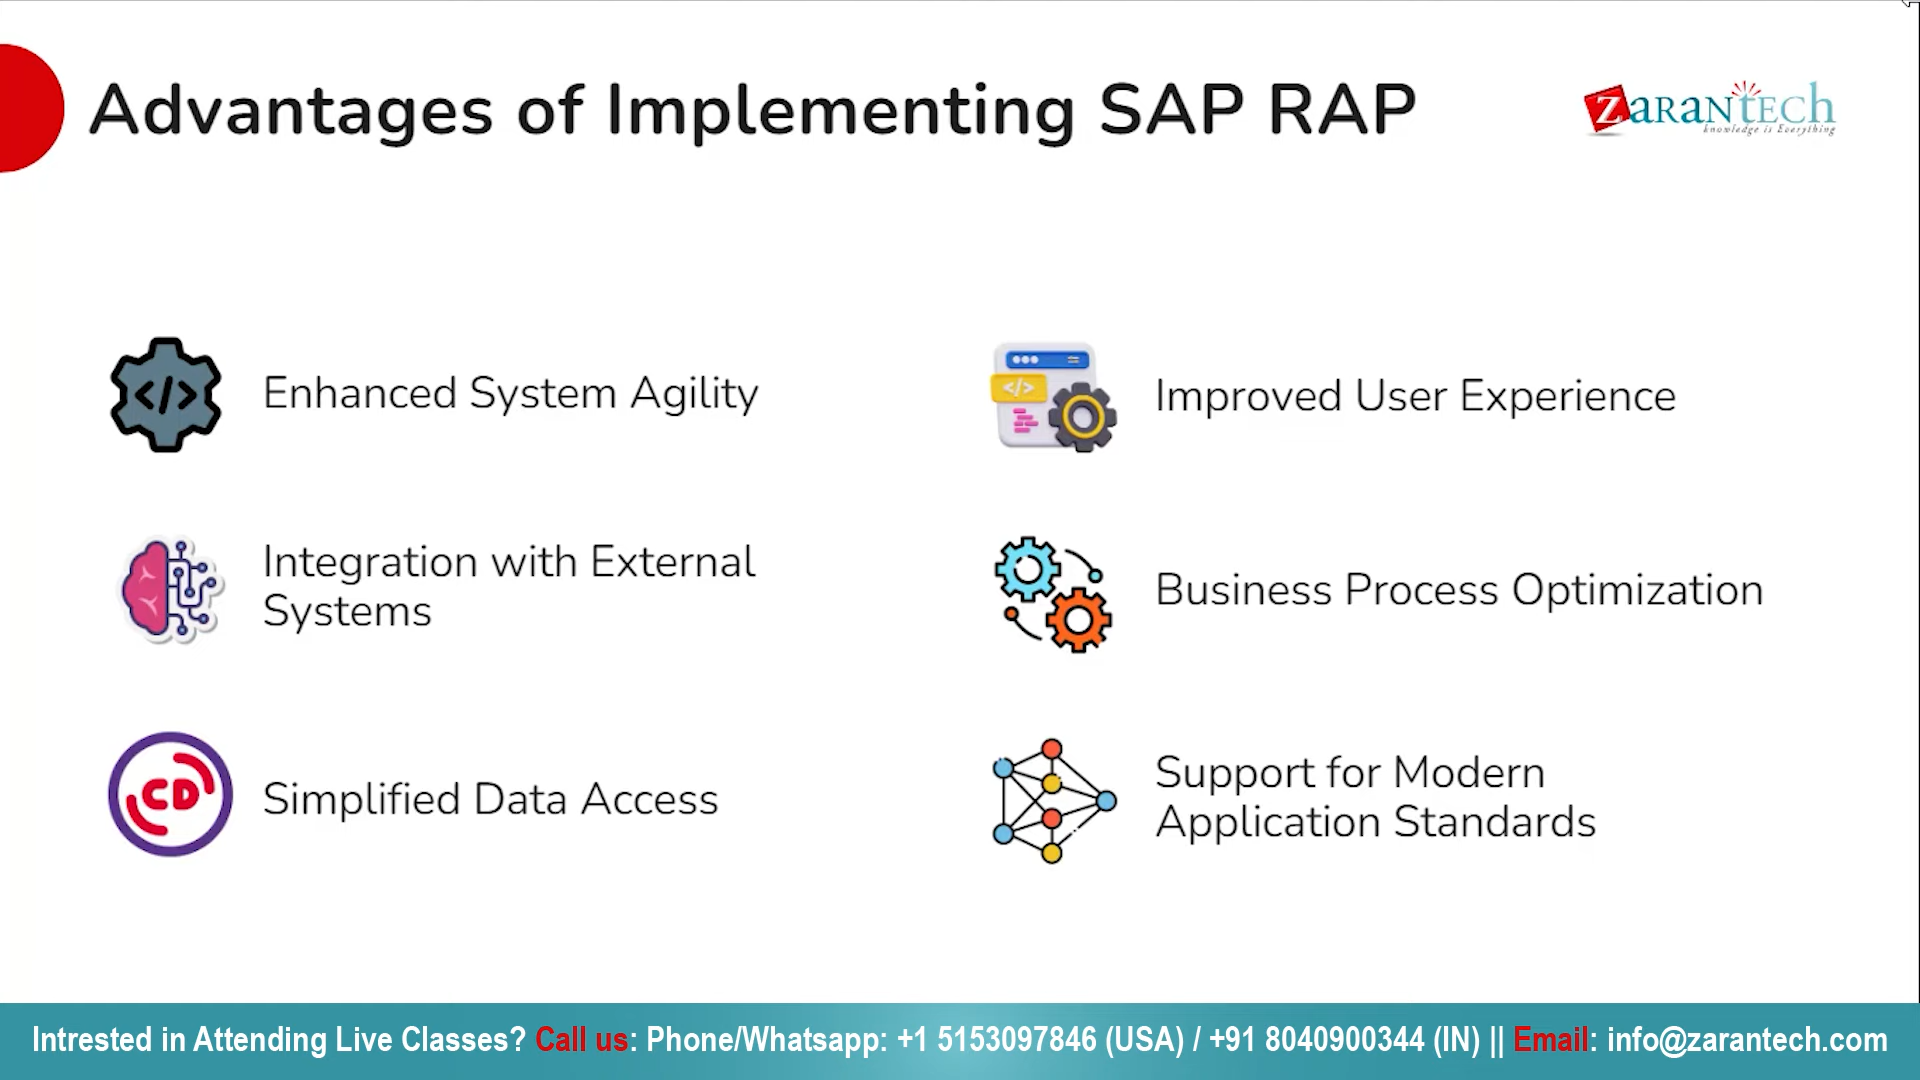 Advantages of Implementing SAP RAP
ZARANTECH
knowledge is Everything
</>
Enhanced System Agility
</>
Improved User Experience
Integration with External
Systems
Business Process Optimization
CD
Simplified Data Access
Support for Modern
Application Standards
Intrested in Attending Live Classes? Call us: Phone/Whatsapp: +1 5153097846 (USA) / +91 8040900344 (IN) || Email: info@zarantech.com